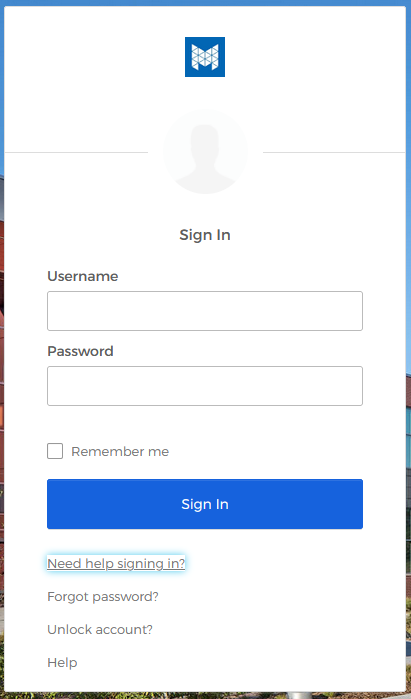 Sign In
Username
Password
Remember me
Sign In
Need help signing in?
Forgot password?
Unlock account?
Help